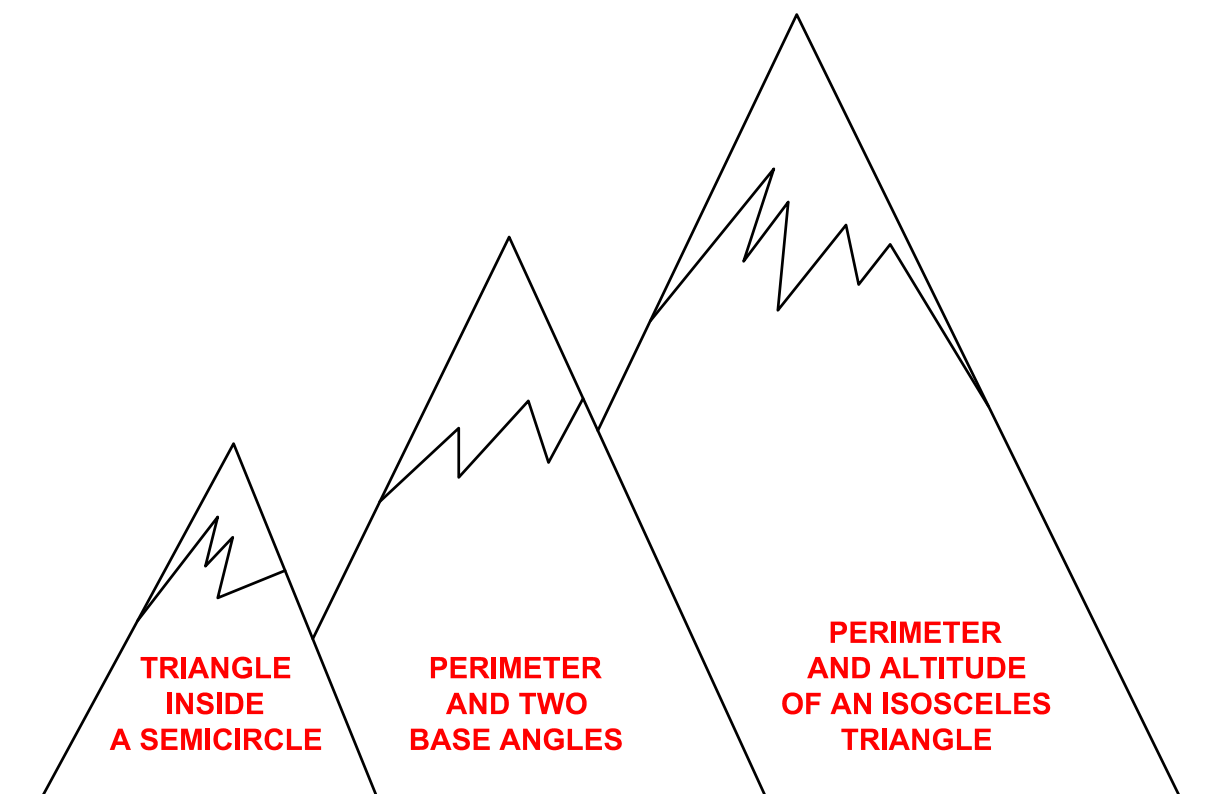 TRIANGLE
INSIDE
A SEMICIRCLE
PERIMETER
AND TWO
BASE ANGLES
PERIMETER
AND ALTITUDE
OF AN ISOSCELES
TRIANGLE